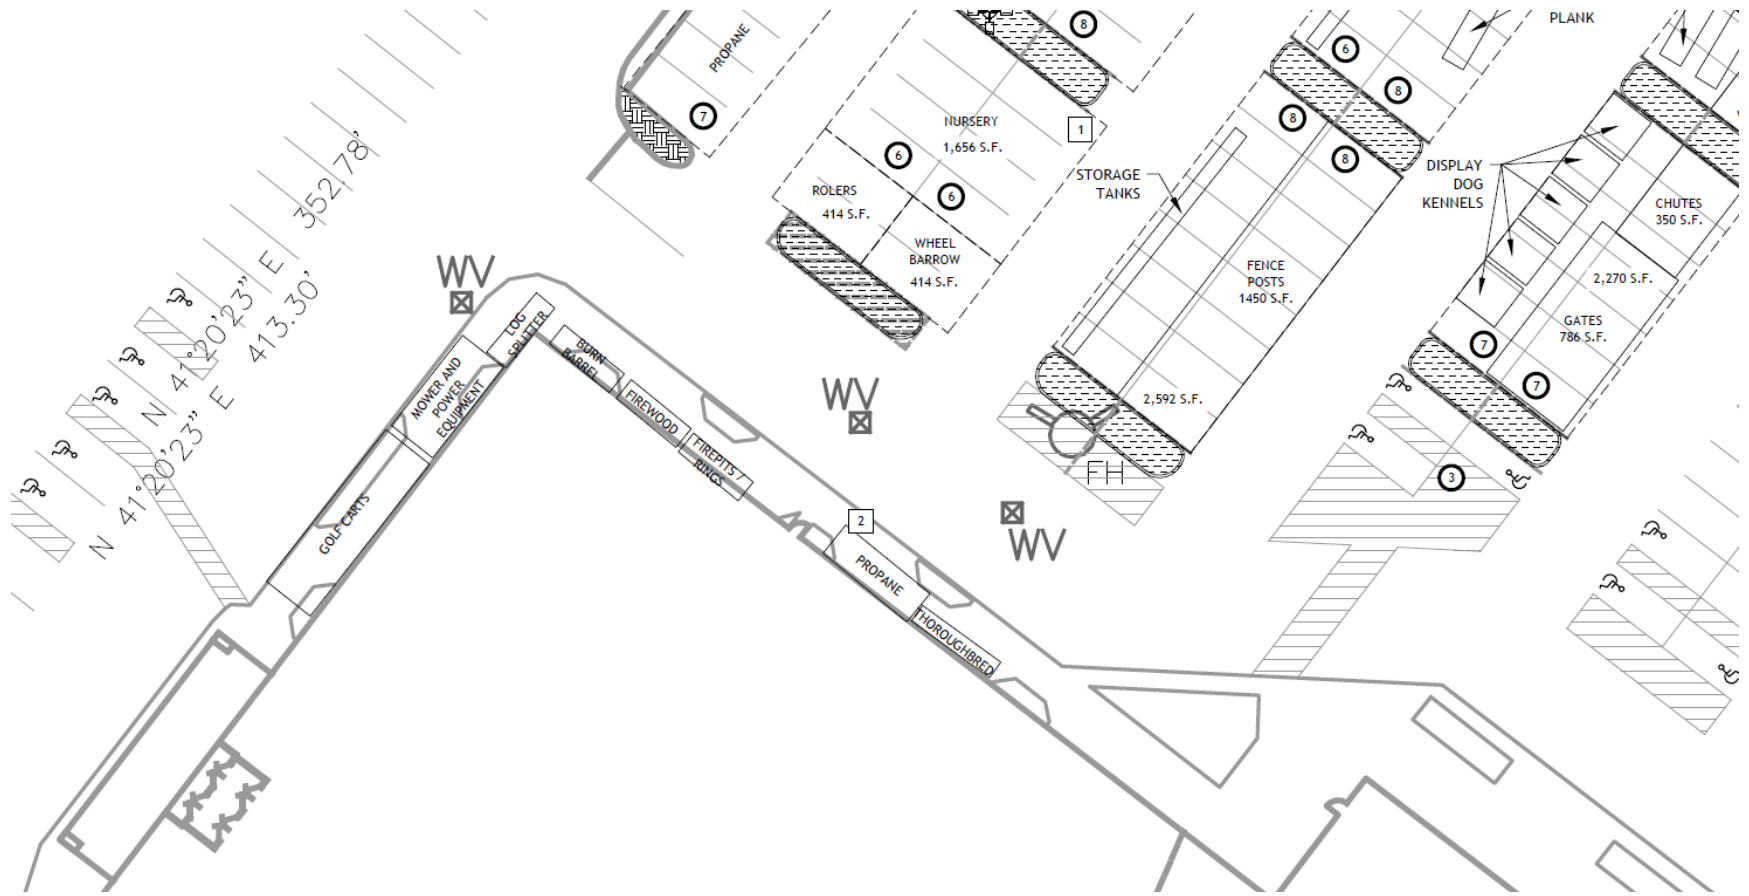 PLANK
8
6
8
PROPANE
7
8
8
1
NURSERY
1,656 S.F.
6
6
ROLERS
414 S.F.
WHEEL
BARROW
414 S.F.
STORAGE
TANKS
FENCE
POSTS
1450 S.F.
2,592 S.F.
DISPLAY
DOG
KENNELS
CHUTES
350 S.F.
2,270 S.F.
GATES
786 S.F.
7
7
3
N 41°20'23" E 352.78'
N 41°20'23" E 413.30'
WV
WV
WV
FH
LOG
SPLITTER
MOWER AND
POWER
EQUIPMENT
GOLF CARTS
BURN
BARREL
FIREWOOD
FIREPITS /
RINGS
2
PROPANE
THOROUGHBRED